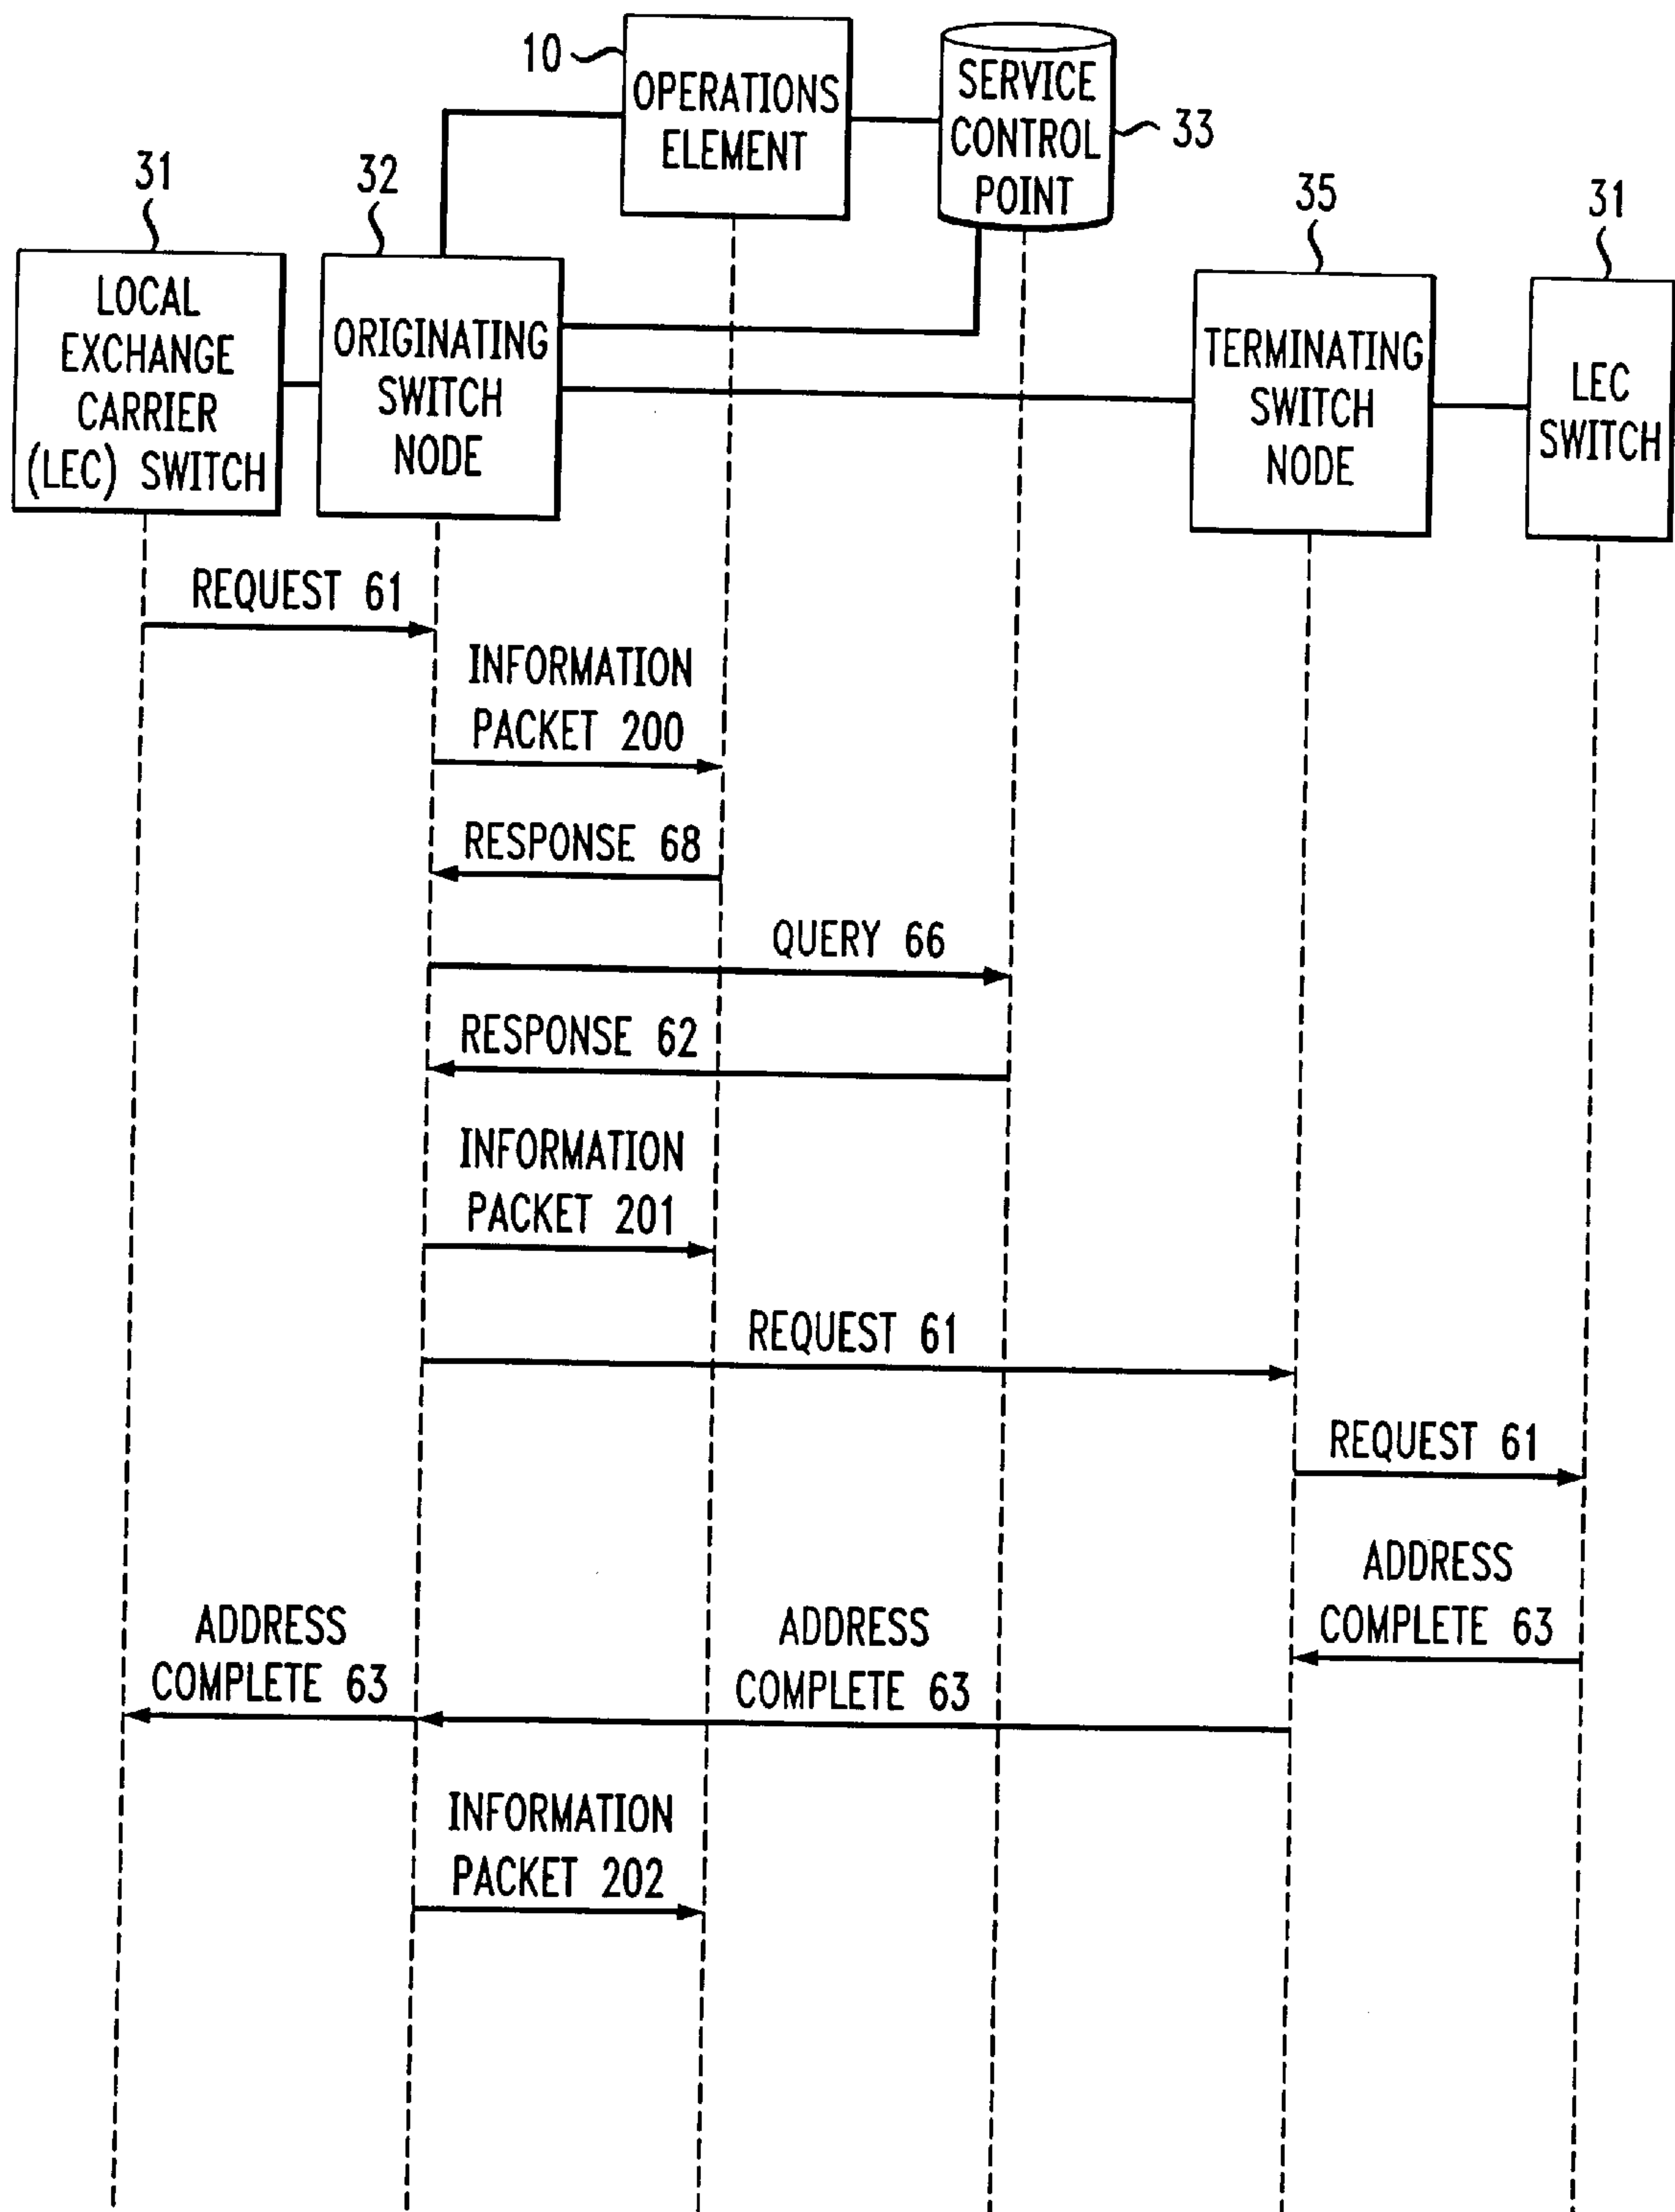 10
OPERATIONS
ELEMENT
SERVICE
CONTROL
POINT
33
31
32
35
31
LOCAL
EXCHANGE
CARRIER
(LEC) SWITCH
ORIGINATING
SWITCH
NODE
TERMINATING
SWITCH
NODE
LEC
SWITCH
REQUEST 61
INFORMATION
PACKET 200
RESPONSE 68
QUERY 66
RESPONSE 62
INFORMATION
PACKET 201
REQUEST 61
REQUEST 61
ADDRESS
COMPLETE 63
ADDRESS
COMPLETE 63
ADDRESS
COMPLETE 63
INFORMATION
PACKET 202